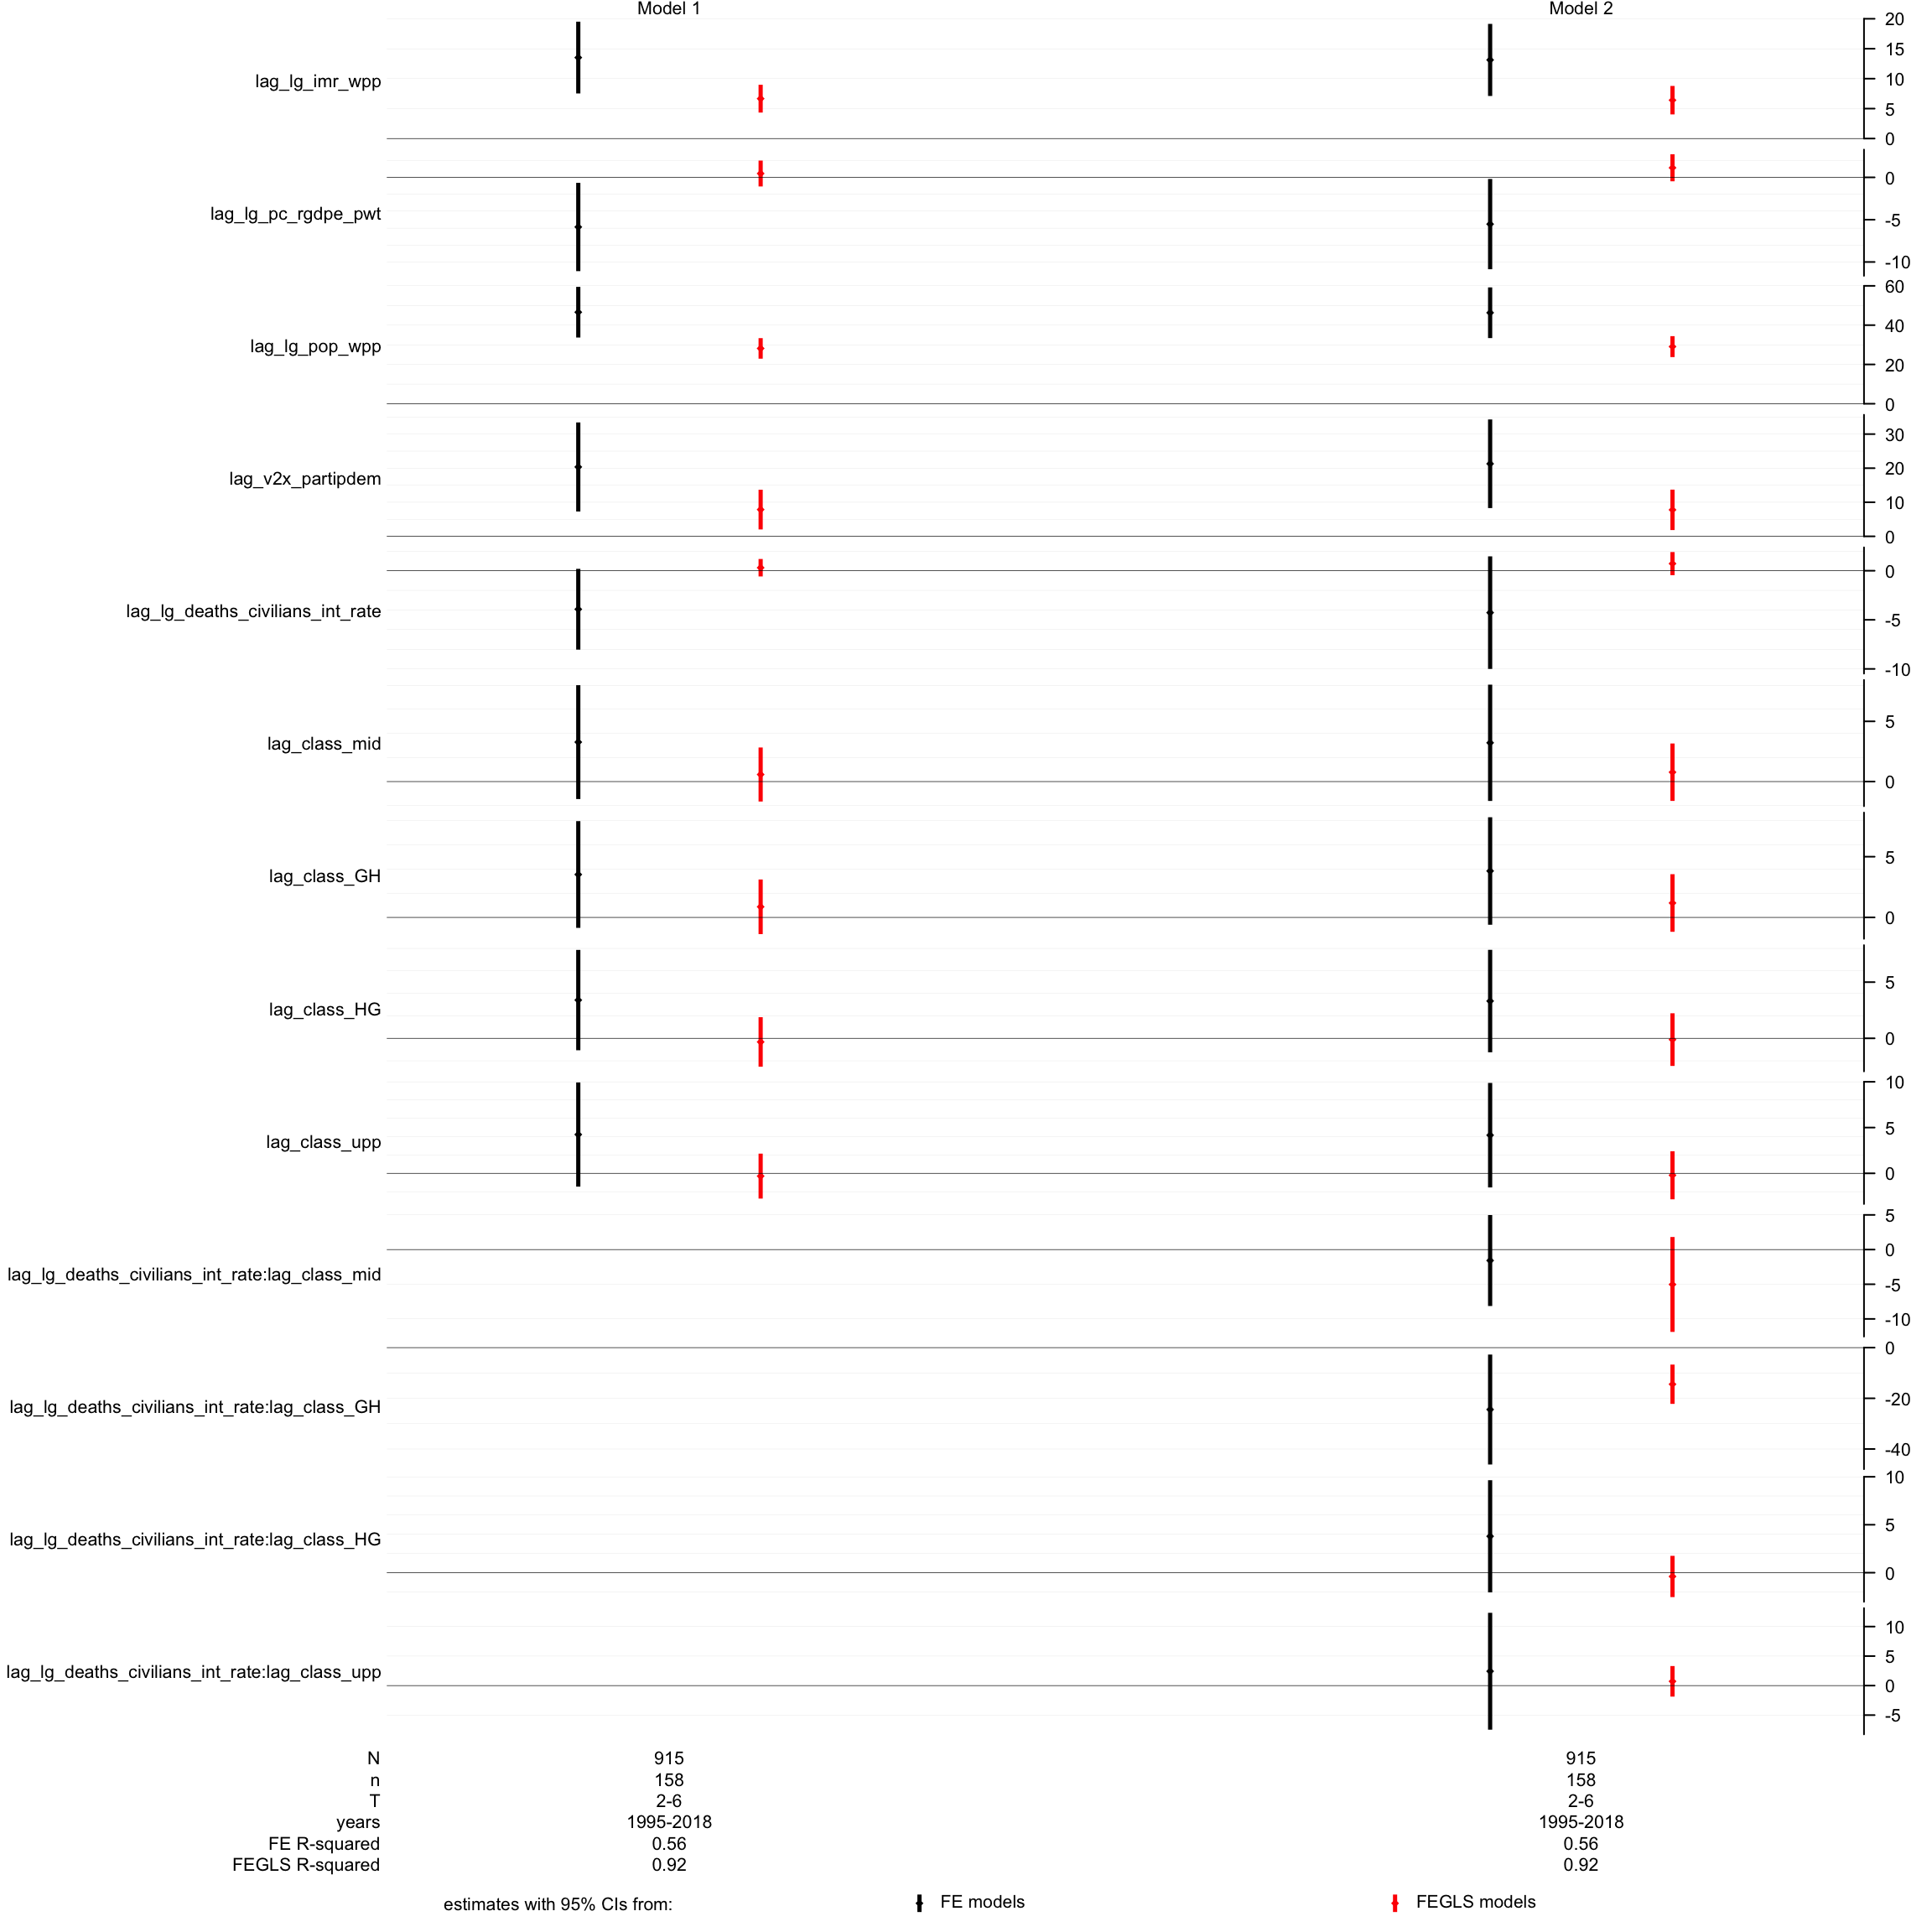 Model 1 Model 2
lag_lg_imr_wpp 20 15 10 5 0
lag_lg_pc_rgdpe_pwt 0 -5 -10
lag_lg_pop_wpp 60 40 20 0
lag_v2x_partipdem 30 20 10 0
lag_lg_deaths_civilians_int_rate 0 -5 -10
lag_class_mid 5 0
lag_class_GH 5 0
lag_class_HG 5 0
lag_class_upp 10 5 0
lag_lg_deaths_civilians_int_rate:lag_class_mid 5 0 -5 -10
lag_lg_deaths_civilians_int_rate:lag_class_GH 0 -20 -40
lag_lg_deaths_civilians_int_rate:lag_class_HG 10 5 0
lag_lg_deaths_civilians_int_rate:lag_class_upp 10 5 0 -5
N 915 915
n 158 158
T 2-6 2-6
years 1995-2018 1995-2018
FE R-squared 0.56 0.56
FEGLS R-squared 0.92 0.92
estimates with 95% CIs from: FE models FEGLS models